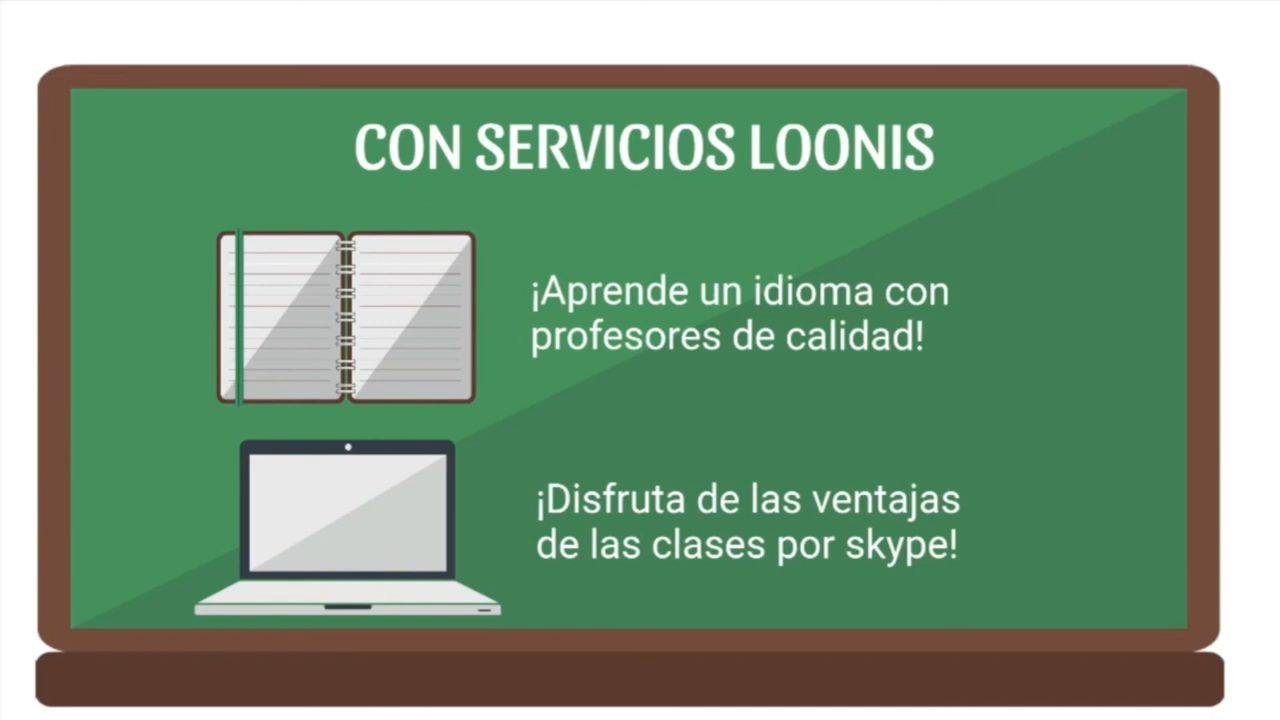 CON SERVICIOS LOONIS
¡Aprende un idioma con
profesores de calidad!
¡Disfruta de las ventajas
de las clases por skype!